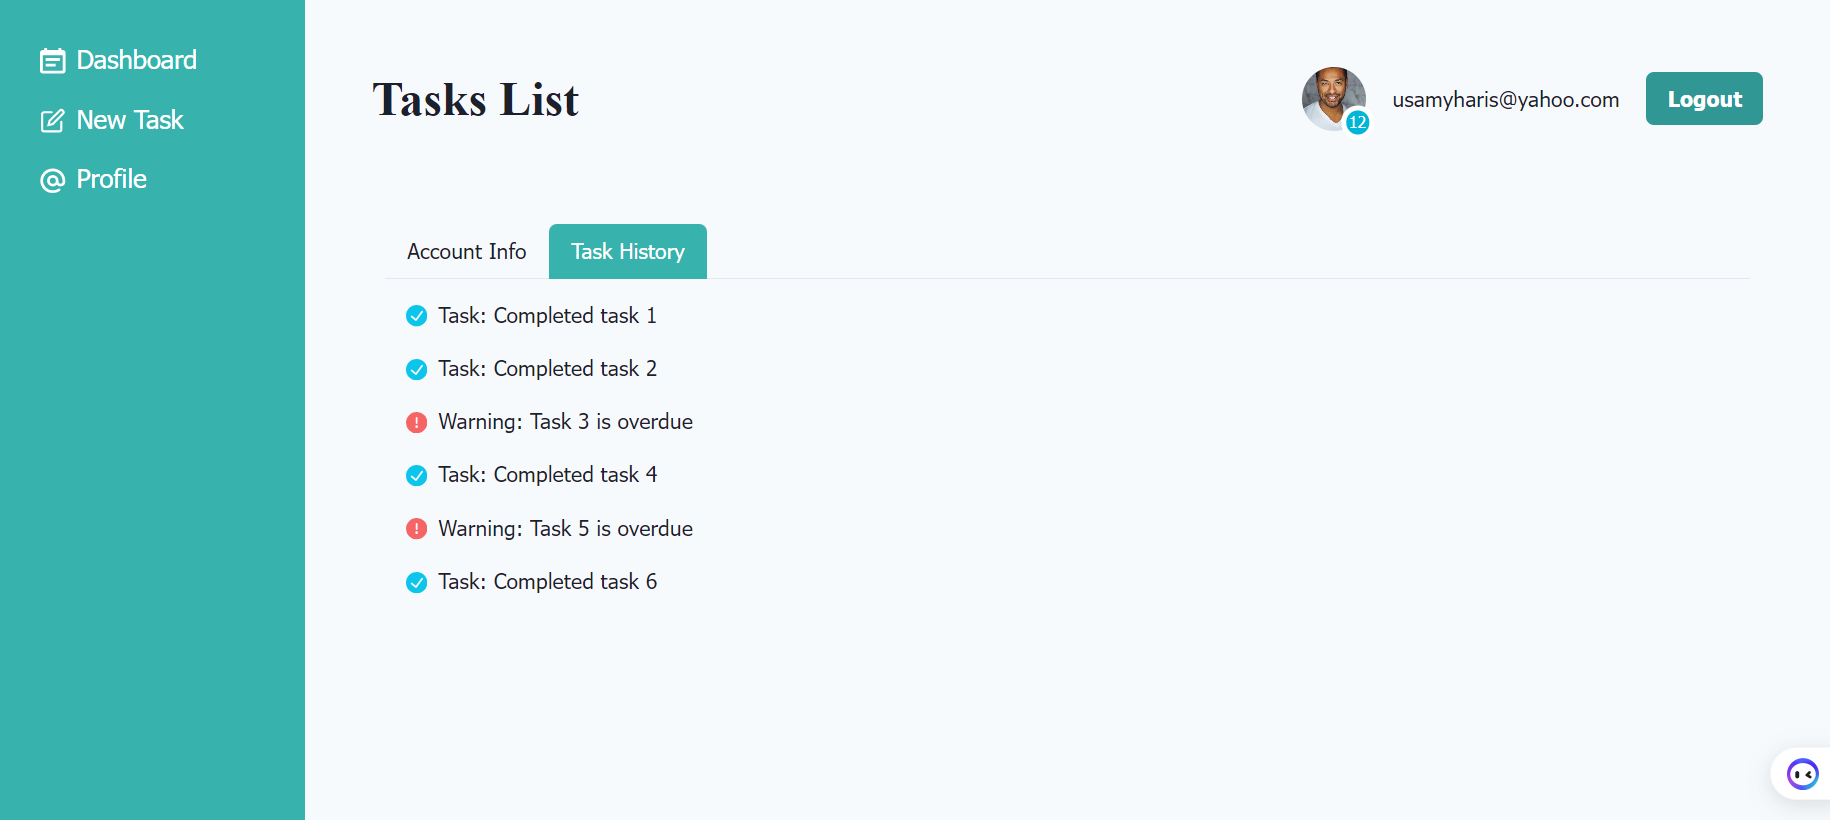 Dashboard
New Task
Profile
Tasks List
12
usamyharis@yahoo.com
Logout
Account Info
Task History
Task: Completed task 1
Task: Completed task 2
Warning: Task 3 is overdue
Task: Completed task 4
Warning: Task 5 is overdue
Task: Completed task 6